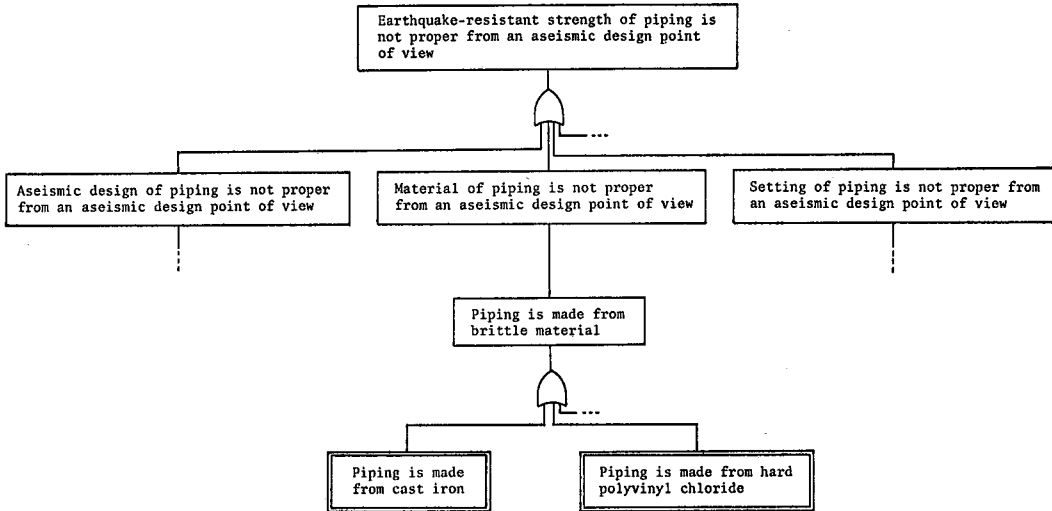 Earthquake-resistant strength of piping is
not proper from an aseismic design point
of view
Aseismic design of piping is not proper
from an aseismic design point of view
Material of piping is not proper
from an aseismic design point of view
Setting of piping is not proper from
an aseismic design point of view
Piping is made from
brittle material
Piping is made
from cast iron
Piping is made from hard
polyvinyl chloride